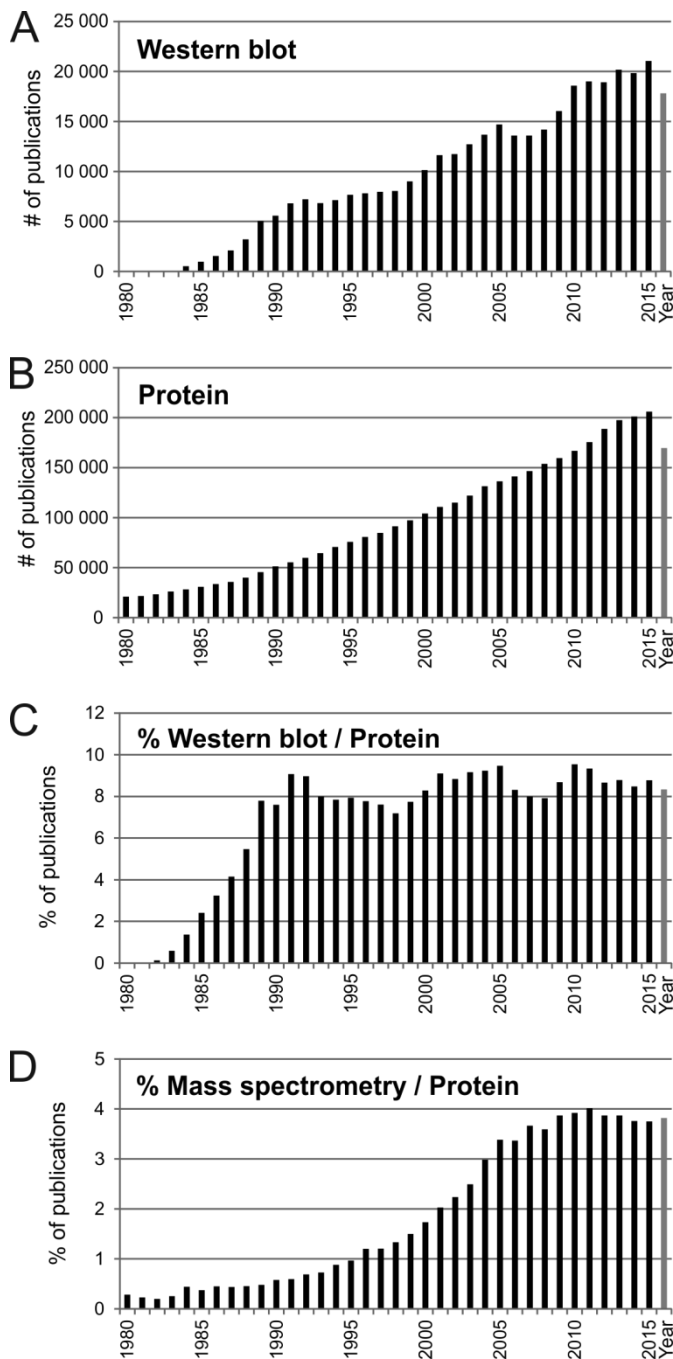 A
Western blot
# of publications
25 000
20 000
15 000
10 000
5 000
0
1980 1985 1990 1995 2000 2005 2010 2015 Year
B
Protein
# of publications
250 000
200 000
150 000
100 000
50 000
0
1980 1985 1990 1995 2000 2005 2010 2015 Year
C
% Western blot / Protein
% of publications
12
10
8
6
4
2
0
1980 1985 1990 1995 2000 2005 2010 2015 Year
D
% Mass spectrometry / Protein
% of publications
5
4
3
2
1
0
1980 1985 1990 1995 2000 2005 2010 2015 Year